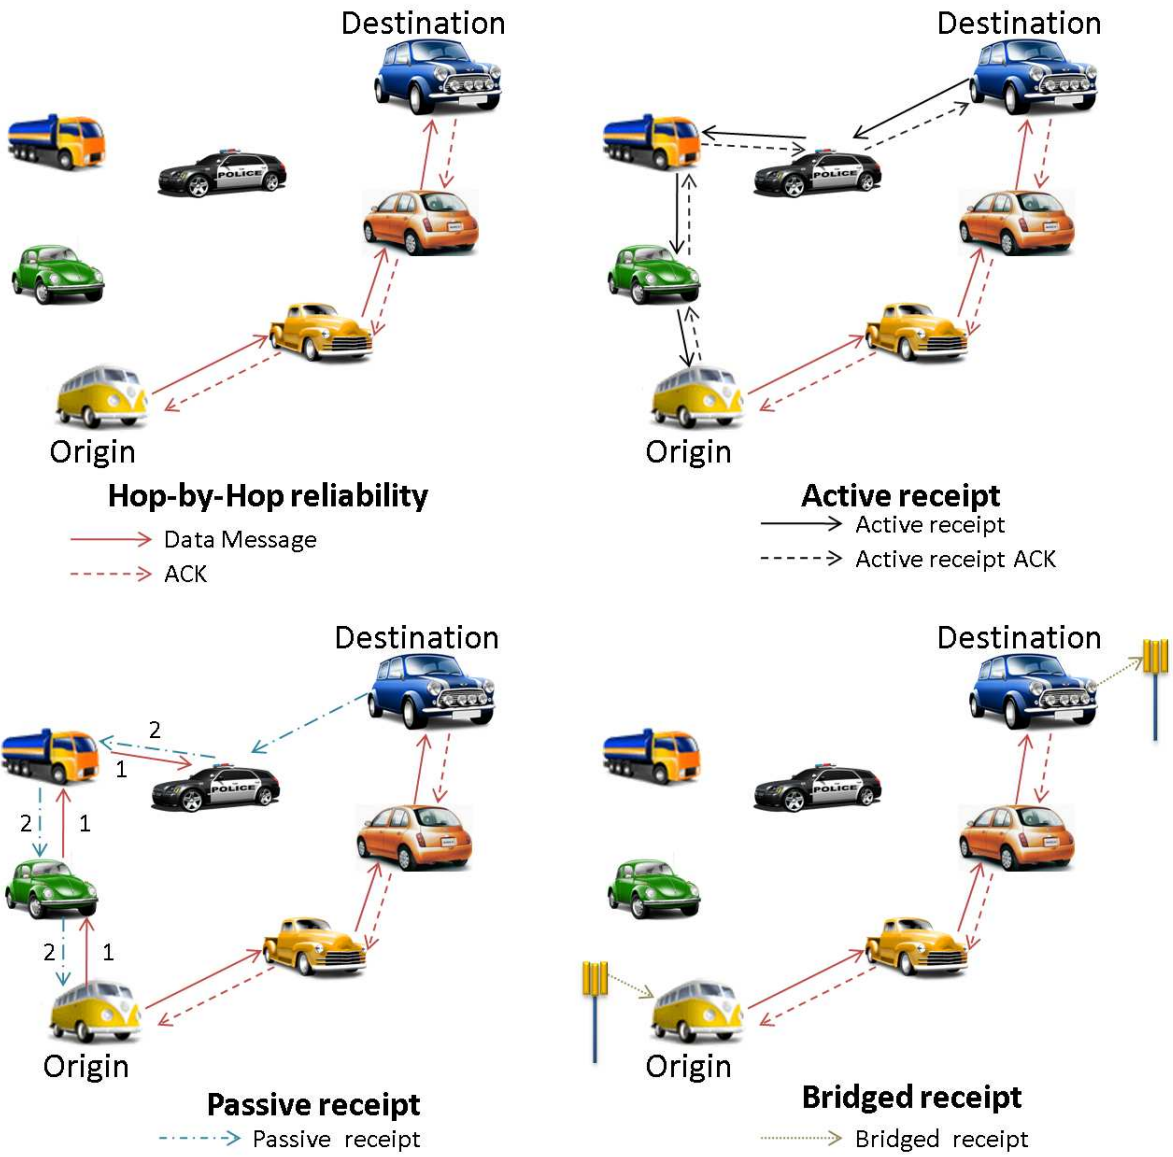 Destination
POLICE
Origin
Hop-by-Hop reliability
Data Message
ACK
Destination
POLICE
Origin
Active receipt
Active receipt
Active receipt ACK
Destination
2
1
POLICE
2
1
2
1
Origin
Passive receipt
Passive receipt
Destination
POLICE
Origin
Bridged receipt
Bridged receipt